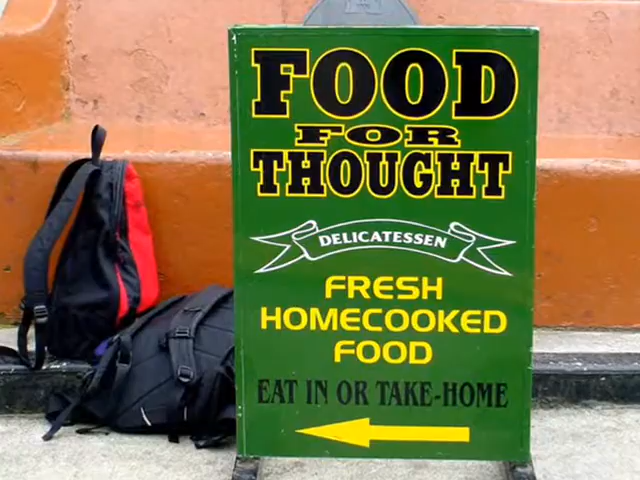 FOOD
FOR
THOUGHT
DELICATESSEN
FRESH
HOMECOOKED
FOOD
EAT IN OR TAKE-HOME